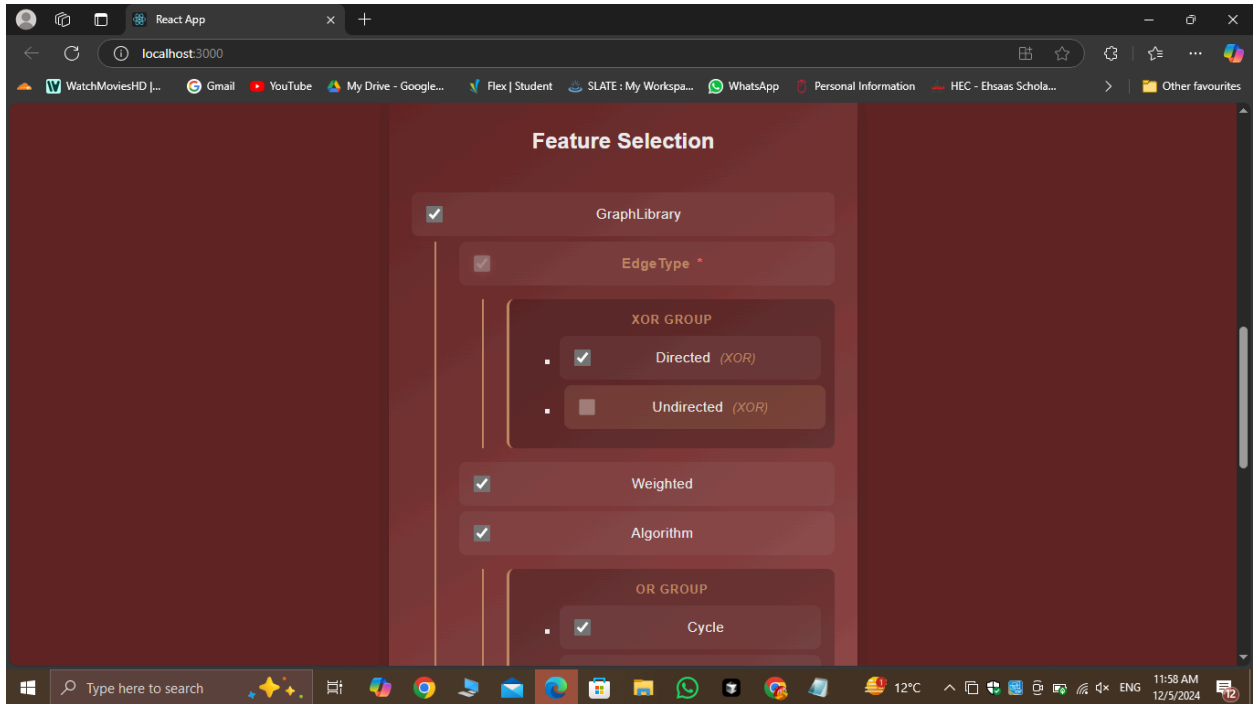 React App
localhost:3000
WatchMoviesHD |... Gmail YouTube My Drive - Google... Flex | Student SLATE : My Workspa... WhatsApp Personal Information HEC - Ehsaas Schola... Other favourites
Feature Selection
GraphLibrary
EdgeType *
XOR GROUP
Directed (XOR)
Undirected (XOR)
Weighted
Algorithm
OR GROUP
Cycle
Type here to search 12°C ENG 11:58 AM
12/5/2024 12